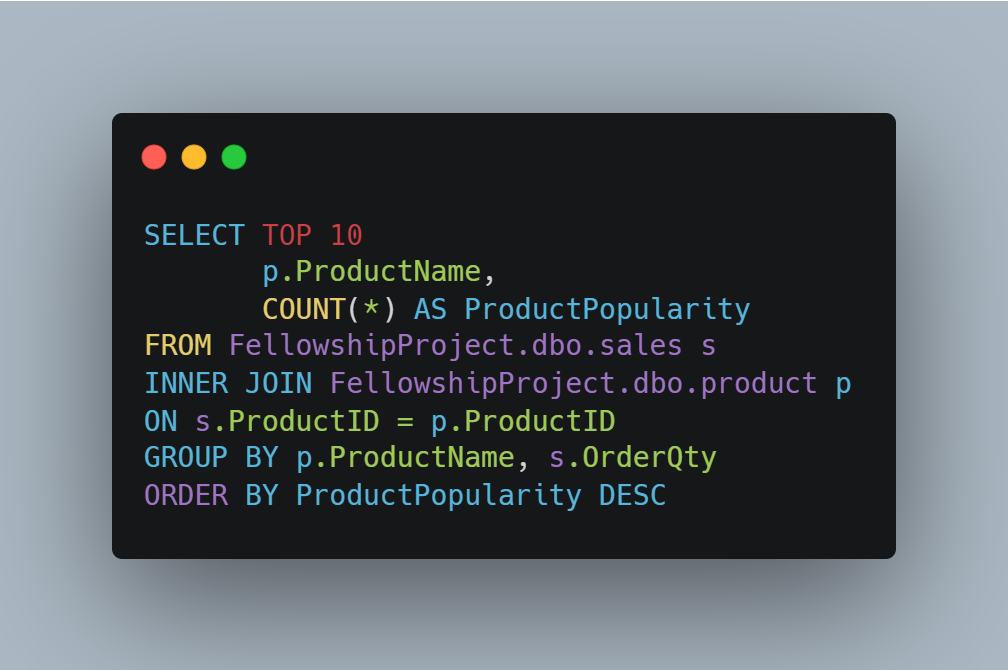 SELECT TOP 10
       p.ProductName,
       COUNT(*) AS ProductPopularity
FROM FellowshipProject.dbo.sales s
INNER JOIN FellowshipProject.dbo.product p
ON s.ProductID = p.ProductID
GROUP BY p.ProductName, s.OrderQty
ORDER BY ProductPopularity DESC